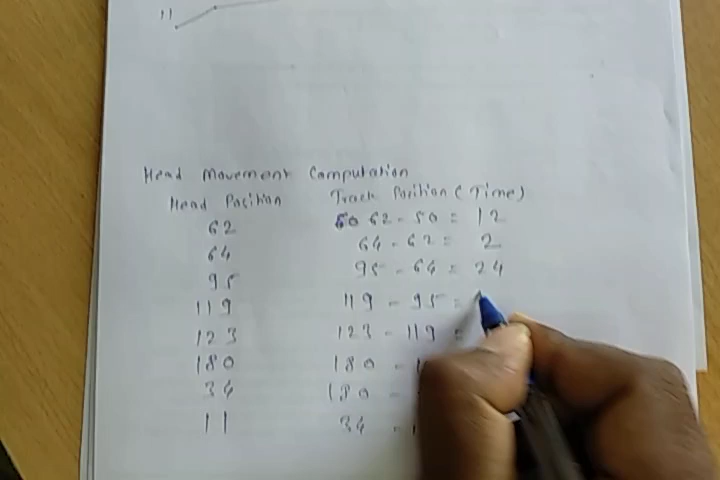 11
Head Movement Computation
Head Position Track Position (Time)
62 50 62 - 50 = 12
64 64 - 62 = 2
95 95 - 64 = 24
119 119 - 95 =
123 123 - 119 =
180 180 -
34 180 -
11 34 -